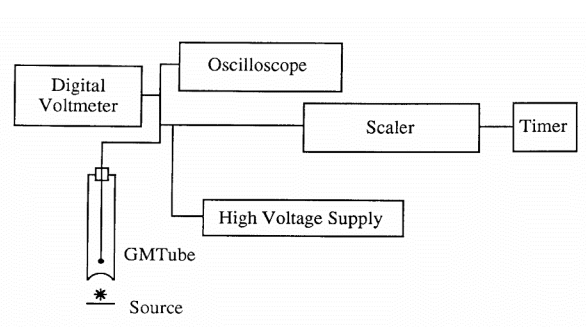 Oscilloscope
Digital
Voltmeter
Scaler
Timer
High Voltage Supply
GMTube
Source